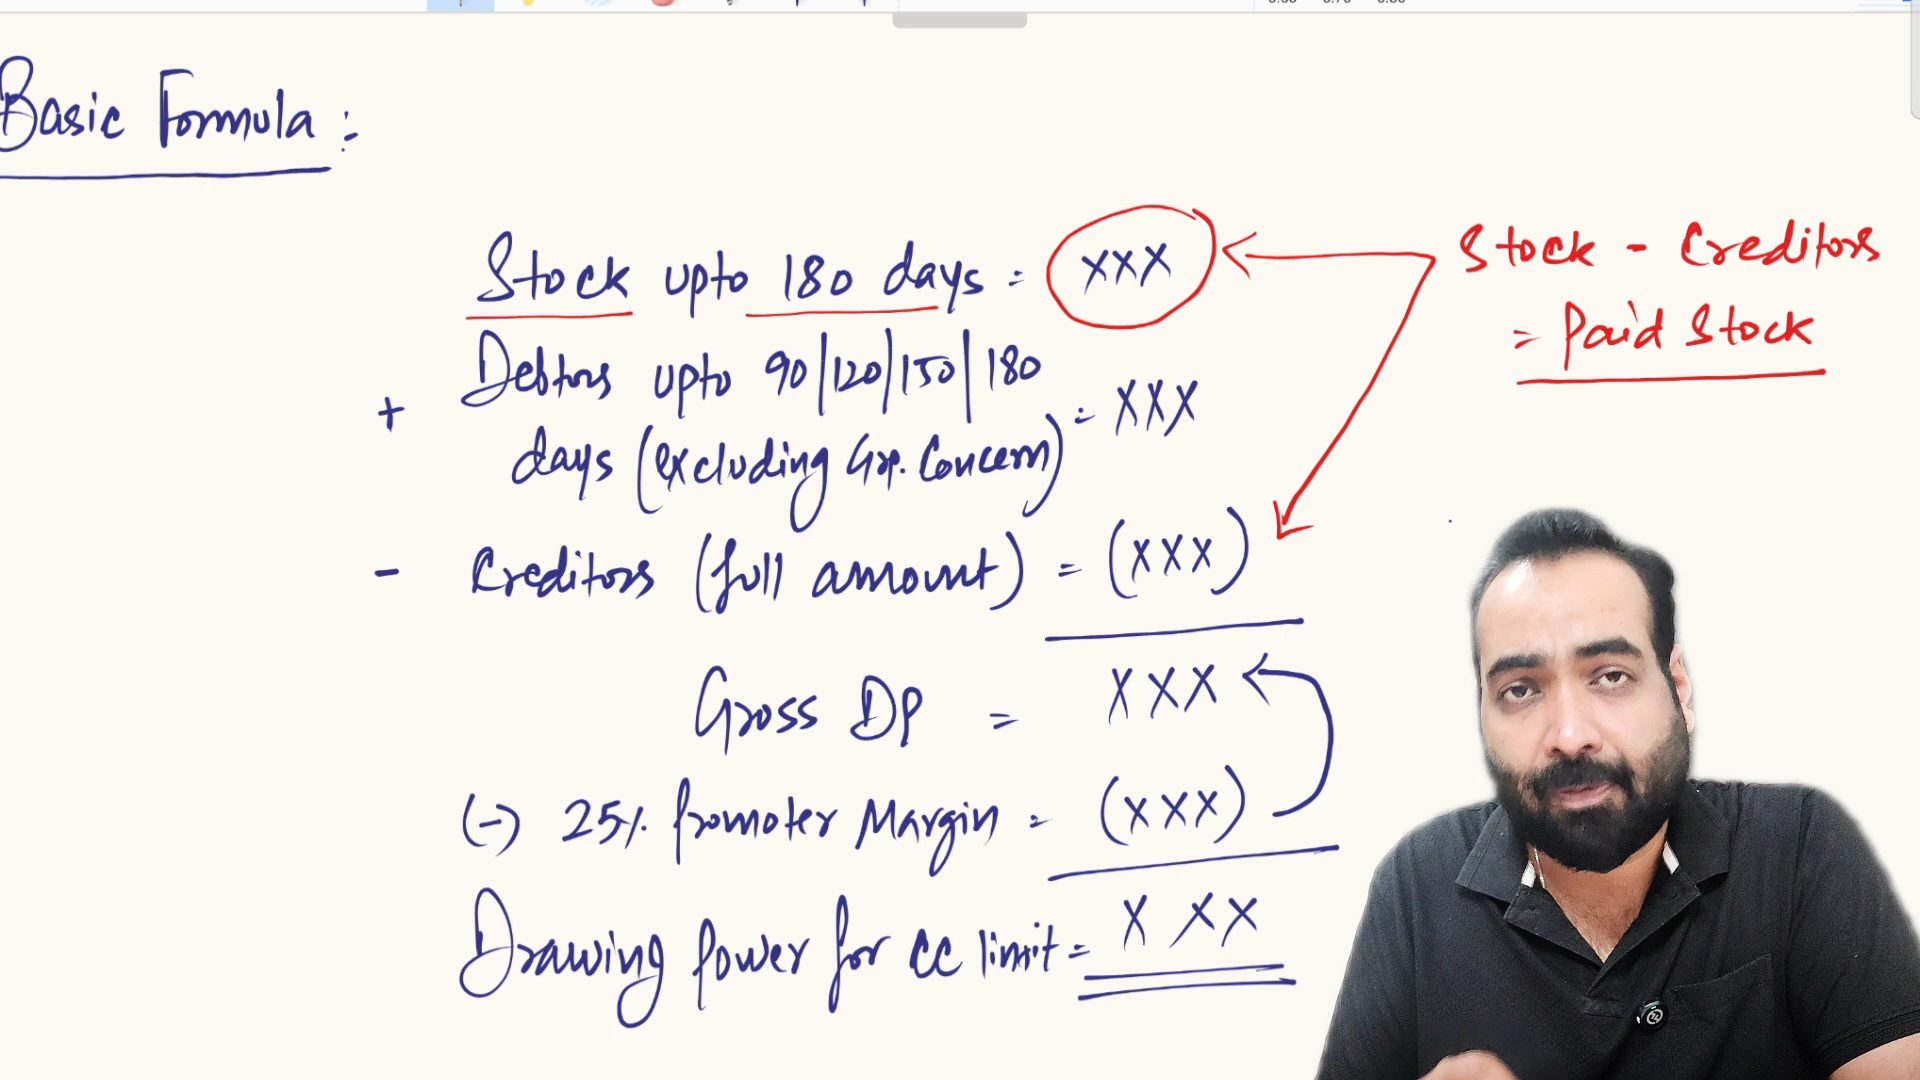 Basic Formula :-
Stock upto 180 days = XXX
Stock - Creditors
= Paid Stock
+ Debtors upto 90|120|150|180
days (excluding Grp. Concern) = XXX
- Creditors (full amount) = (XXX)
Gross DP = XXX
(-) 25% Promoter Margin = (XXX)
Drawing Power for CC limit = XXX